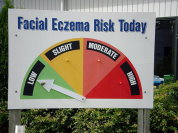 Facial Eczema Risk Today
LOW
SLIGHT
MODERATE
HIGH